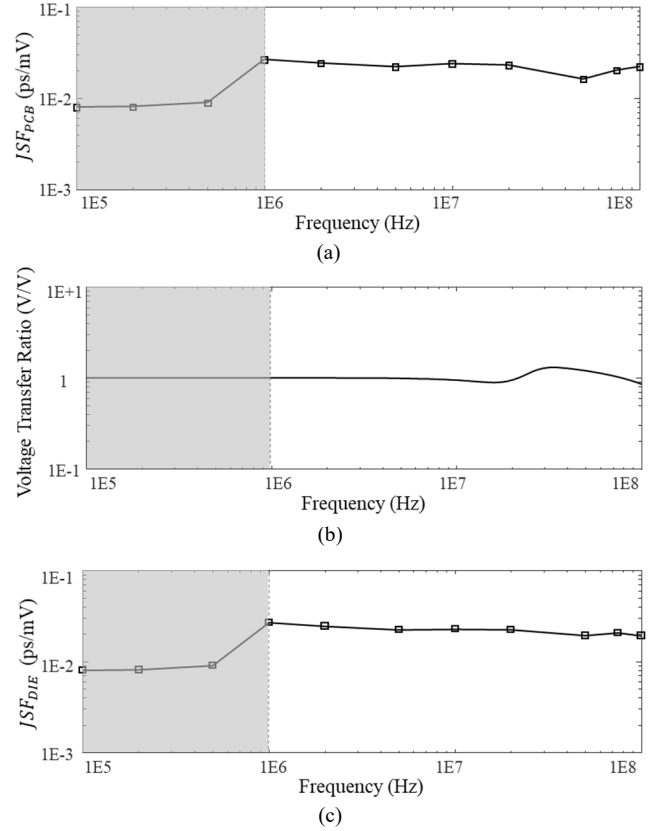 1E-1
JSF_PCB (ps/mV)
1E-2
1E-3
1E5
1E6
1E7
1E8
Frequency (Hz)
(a)
1E+1
Voltage Transfer Ratio (V/V)
1
1E-1
1E5
1E6
1E7
1E8
Frequency (Hz)
(b)
1E-1
JSF_DIE (ps/mV)
1E-2
1E-3
1E5
1E6
1E7
1E8
Frequency (Hz)
(c)